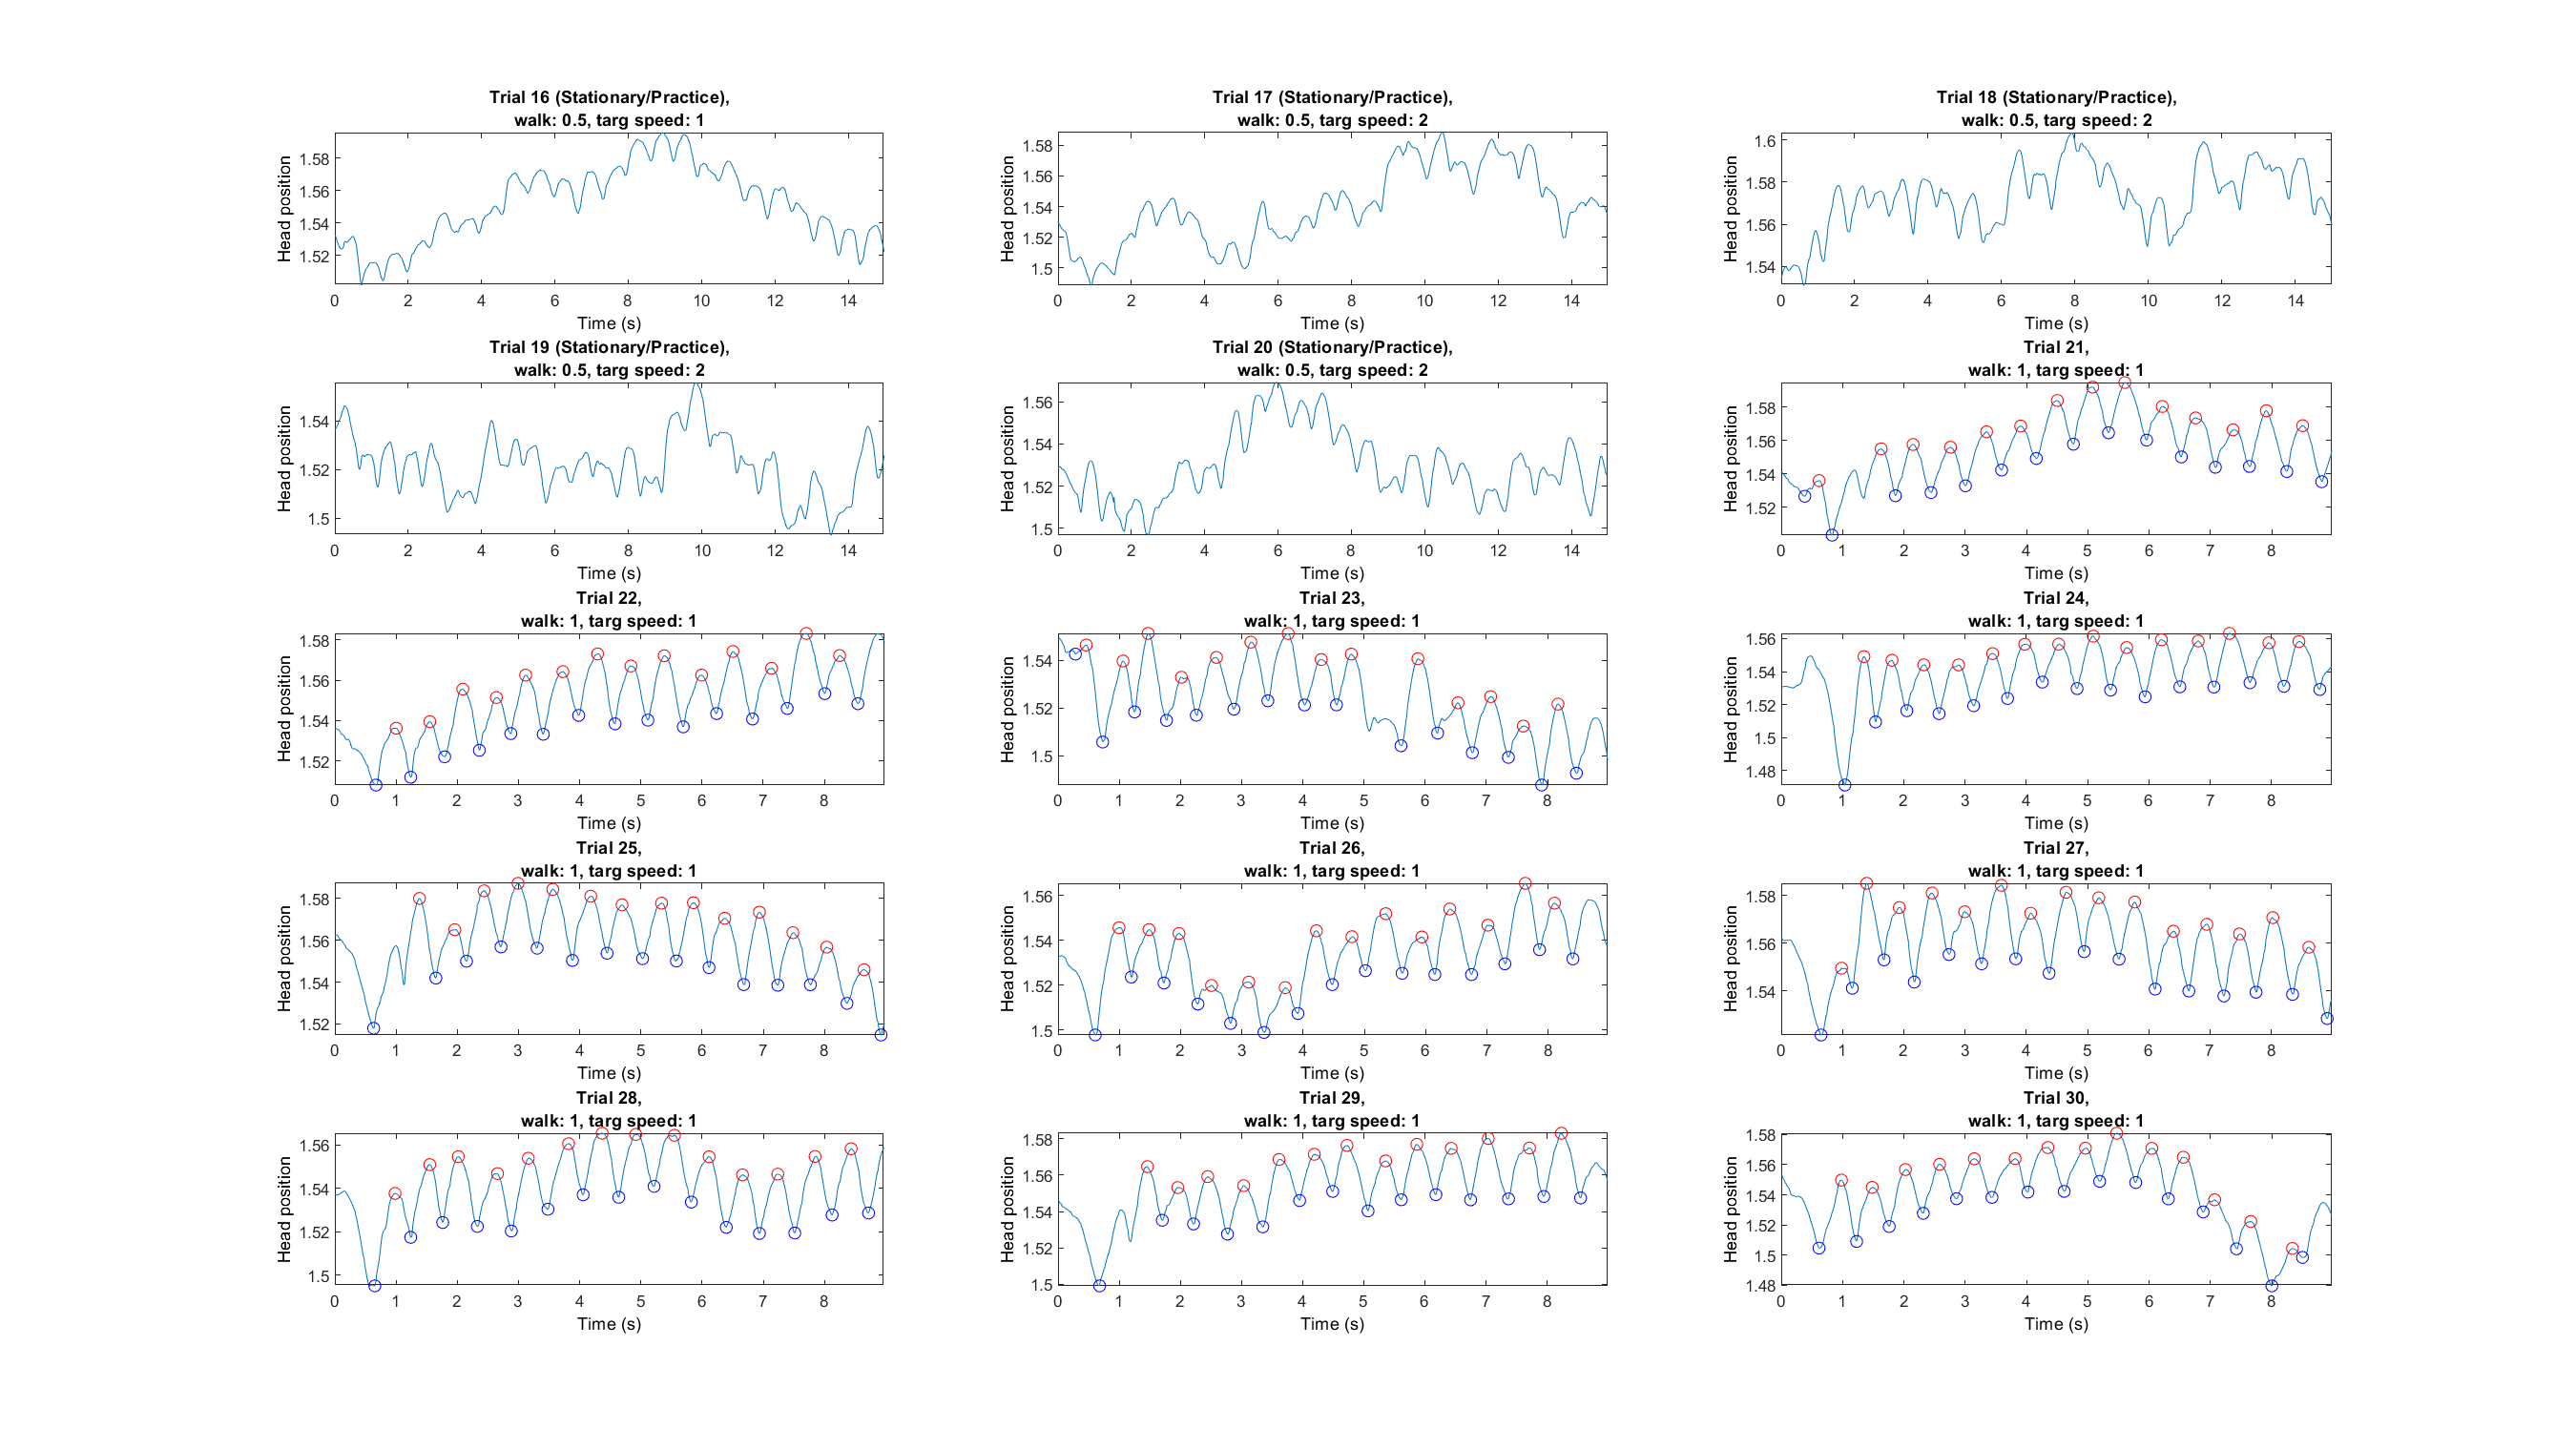 Trial 16 (Stationary/Practice),
walk: 0.5, targ speed: 1
Head position
1.58
1.56
1.54
1.52
0 2 4 6 8 10 12 14
Time (s)
Trial 17 (Stationary/Practice),
walk: 0.5, targ speed: 2
Head position
1.58
1.56
1.54
1.52
1.5
0 2 4 6 8 10 12 14
Time (s)
Trial 18 (Stationary/Practice),
walk: 0.5, targ speed: 2
Head position
1.6
1.58
1.56
1.54
0 2 4 6 8 10 12 14
Time (s)
Trial 19 (Stationary/Practice),
walk: 0.5, targ speed: 2
Head position
1.54
1.52
1.5
0 2 4 6 8 10 12 14
Time (s)
Trial 20 (Stationary/Practice),
walk: 0.5, targ speed: 2
Head position
1.56
1.54
1.52
1.5
0 2 4 6 8 10 12 14
Time (s)
Trial 21,
walk: 1, targ speed: 1
Head position
1.58
1.56
1.54
1.52
0 1 2 3 4 5 6 7 8
Time (s)
Trial 22,
walk: 1, targ speed: 1
Head position
1.58
1.56
1.54
1.52
0 1 2 3 4 5 6 7 8
Time (s)
Trial 23,
walk: 1, targ speed: 1
Head position
1.54
1.52
1.5
0 1 2 3 4 5 6 7 8
Time (s)
Trial 24,
walk: 1, targ speed: 1
Head position
1.56
1.54
1.52
1.5
1.48
0 1 2 3 4 5 6 7 8
Time (s)
Trial 25,
walk: 1, targ speed: 1
Head position
1.58
1.56
1.54
1.52
0 1 2 3 4 5 6 7 8
Time (s)
Trial 26,
walk: 1, targ speed: 1
Head position
1.56
1.54
1.52
1.5
0 1 2 3 4 5 6 7 8
Time (s)
Trial 27,
walk: 1, targ speed: 1
Head position
1.58
1.56
1.54
0 1 2 3 4 5 6 7 8
Time (s)
Trial 28,
walk: 1, targ speed: 1
Head position
1.56
1.54
1.52
1.5
0 1 2 3 4 5 6 7 8
Time (s)
Trial 29,
walk: 1, targ speed: 1
Head position
1.58
1.56
1.54
1.52
1.5
0 1 2 3 4 5 6 7 8
Time (s)
Trial 30,
walk: 1, targ speed: 1
Head position
1.58
1.56
1.54
1.52
1.5
1.48
0 1 2 3 4 5 6 7 8
Time (s)